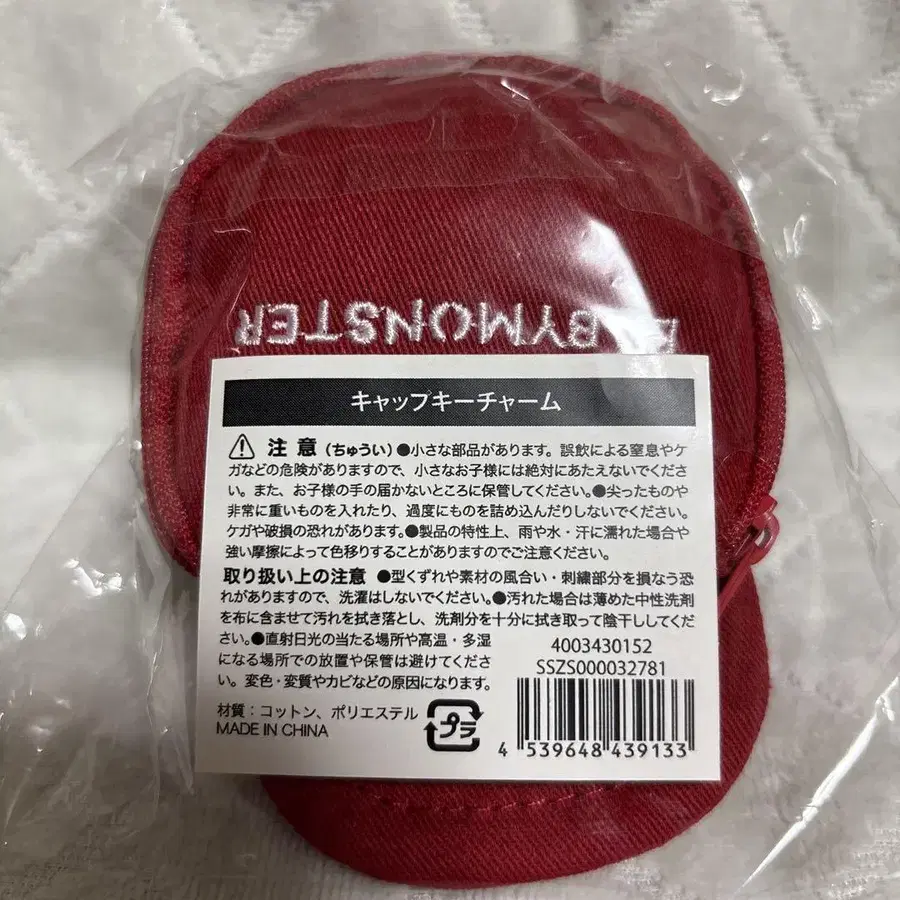 BABYMONSTER
キャップキーチャーム
注意（ちゅうい）●小さな部品があります。誤飲による窒息やケ
ガなどの危険がありますので、小さなお子様には絶対にあたえないでくださ
い。また、お子様の手の届かないところに保管してください。●尖ったものや
非常に重いものを入れたり、過度にものを詰め込んだりしないでください。
ケガや破損の恐れがあります。●製品の特性上、雨や水・汗に濡れた場合や
強い摩擦によって色移りすることがありますのでご注意ください。
取り扱い上の注意 ●型くずれや素材の風合い・刺繍部分を損なう恐
れがありますので、洗濯はしないでください。●汚れた場合は薄めた中性洗剤
を布に含ませて汚れを拭き落とし、洗剤分を十分に拭き取って陰干ししてくだ
さい。●直射日光の当たる場所や高温・多湿
になる場所での放置や保管は避けてくださ
い。変色・変質やカビなどの原因になります。
4003430152
SSZS000032781
材質：コットン、ポリエステル
MADE IN CHINA
プラ
4 539648 439133